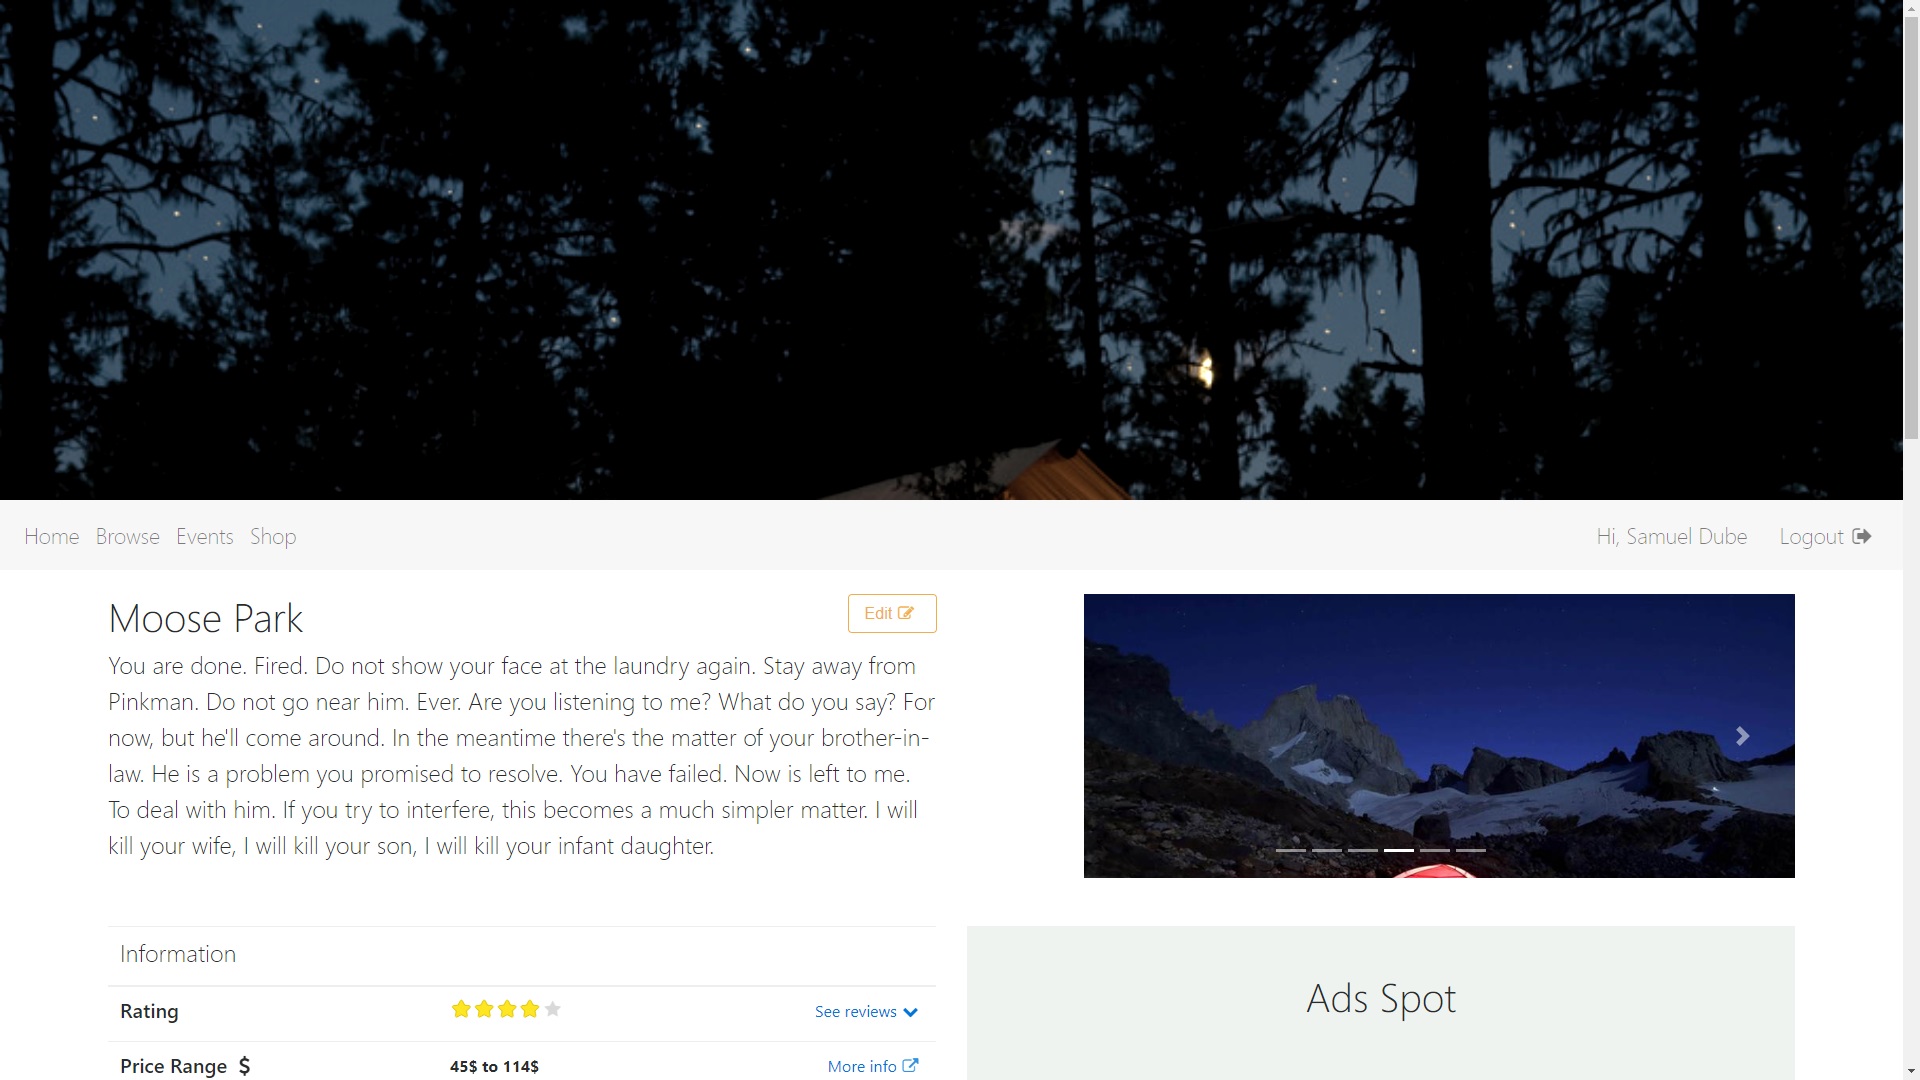 Home Browse Events Shop Hi, Samuel Dube Logout
Moose Park
Edit
You are done. Fired. Do not show your face at the laundry again. Stay away from
Pinkman. Do not go near him. Ever. Are you listening to me? What do you say? For
now, but he'll come around. In the meantime there's the matter of your brother-in-
law. He is a problem you promised to resolve. You have failed. Now is left to me.
To deal with him. If you try to interfere, this becomes a much simpler matter. I will
kill your wife, I will kill your son, I will kill your infant daughter.
Information
Rating See reviews
Price Range $ 45$ to 114$ More info
Ads Spot